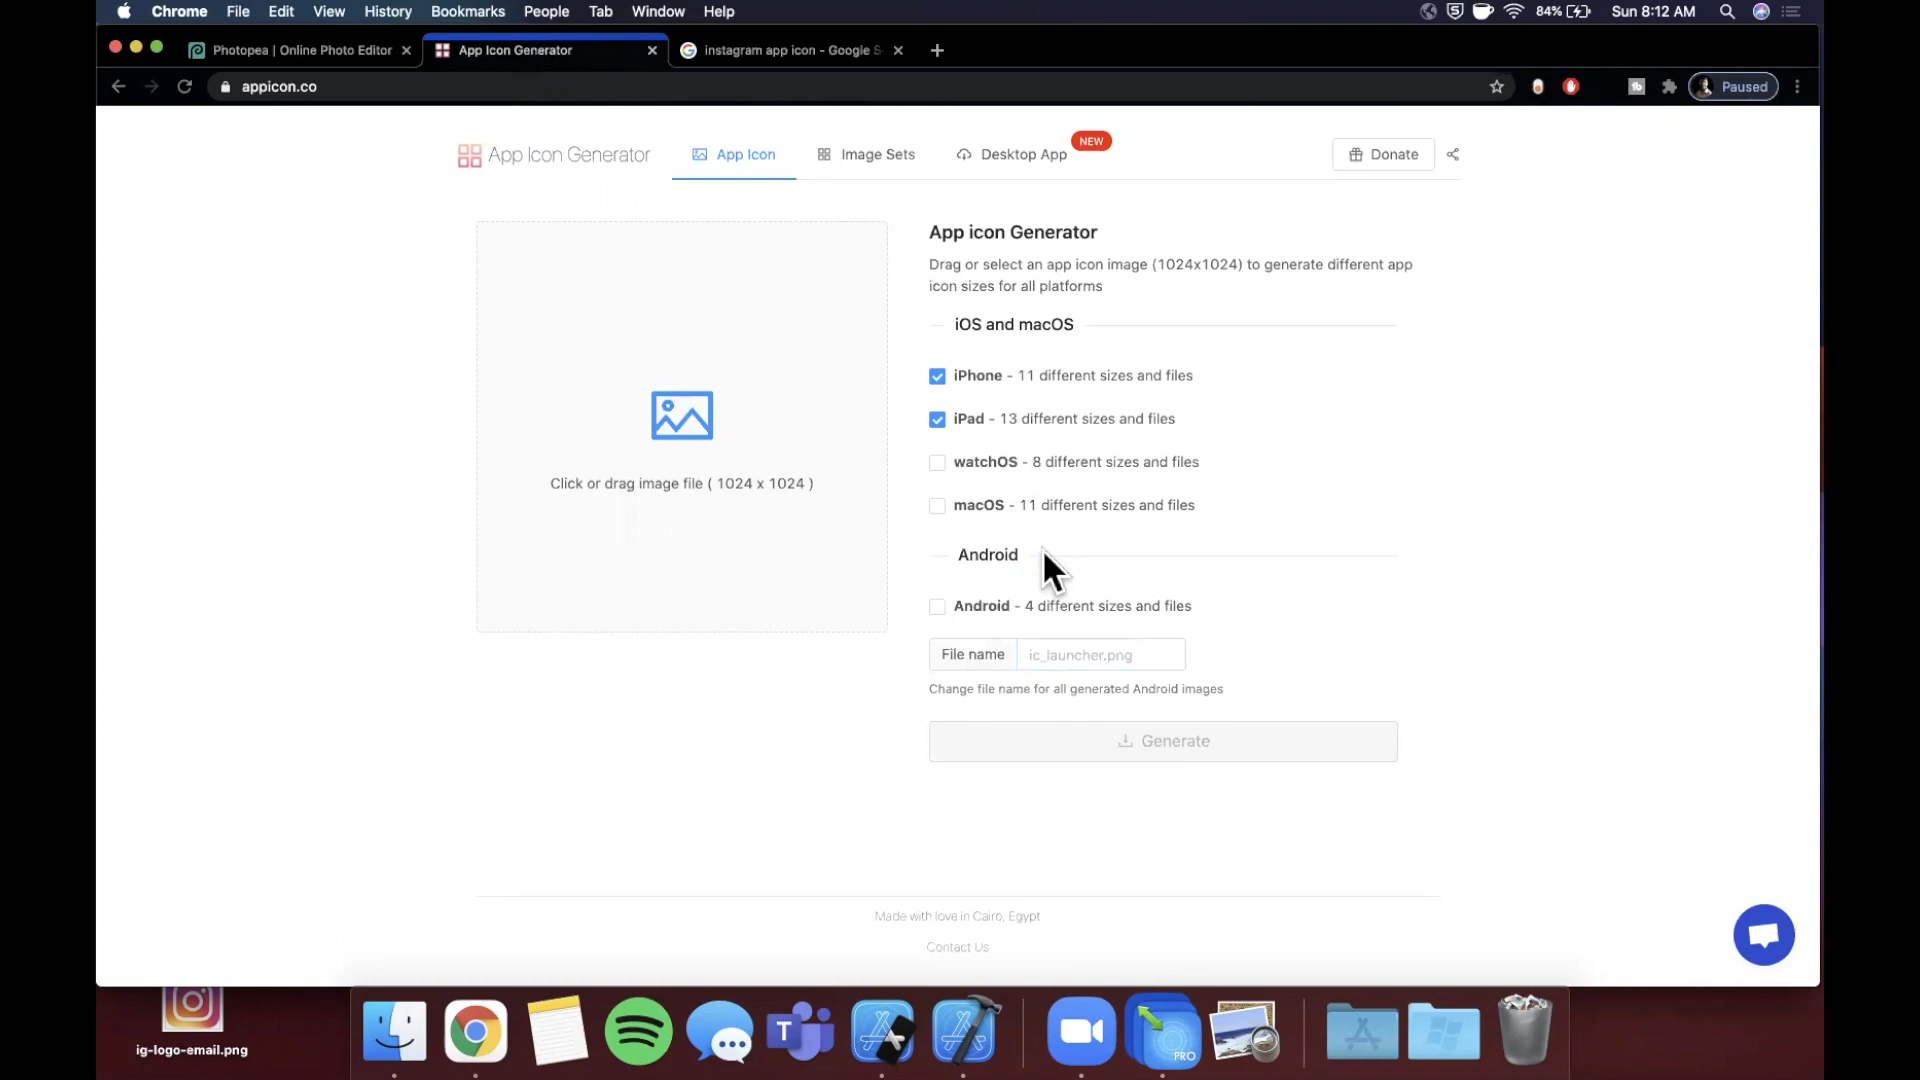 Chrome File Edit View History Bookmarks People Tab Window Help
84% Sun 8:12 AM
Photopea | Online Photo Editor
App Icon Generator
instagram app icon - Google S
appicon.co
Paused
App Icon Generator
App Icon
Image Sets
Desktop App
NEW
Donate
Click or drag image file ( 1024 x 1024 )
App icon Generator
Drag or select an app icon image (1024x1024) to generate different app
icon sizes for all platforms
iOS and macOS
iPhone - 11 different sizes and files
iPad - 13 different sizes and files
watchOS - 8 different sizes and files
macOS - 11 different sizes and files
Android
Android - 4 different sizes and files
File name ic_launcher.png
Change file name for all generated Android images
Generate
Made with love in Cairo, Egypt
Contact Us
ig-logo-email.png
T
PRO